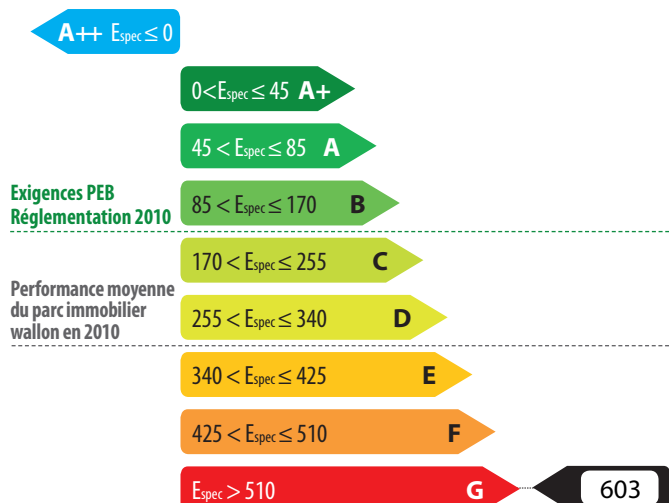 A++ Espec ≤ 0
0<Espec ≤ 45 A+
45 < Espec ≤ 85 A
Exigences PEB
Réglementation 2010
85 < Espec ≤ 170 B
170 < Espec ≤ 255 C
Performance moyenne
du parc immobilier
wallon en 2010
255 < Espec ≤ 340 D
340 < Espec ≤ 425 E
425 < Espec ≤ 510 F
Espec > 510 G 603